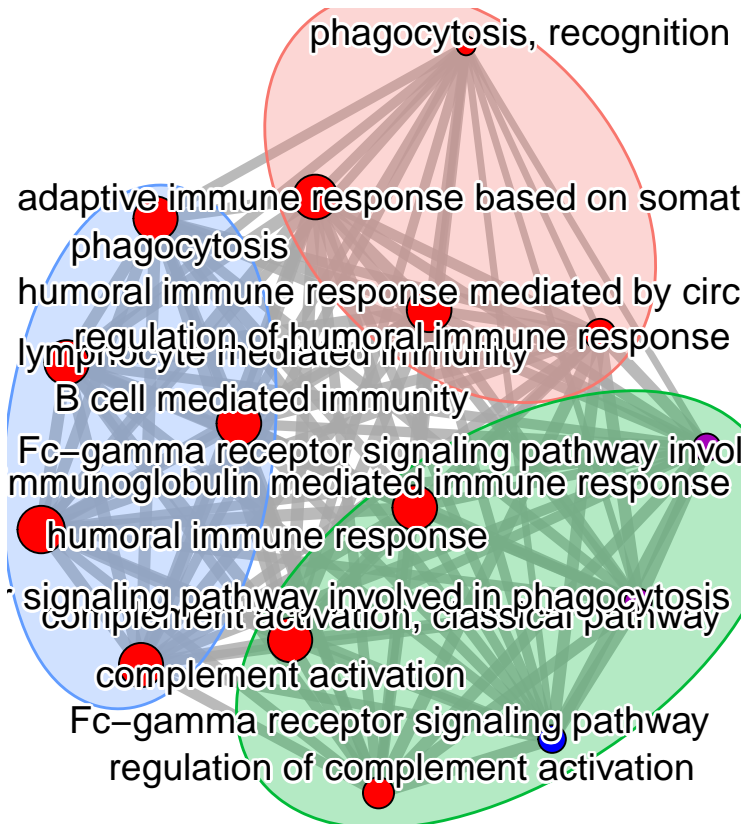 phagocytosis, recognition
adaptive immune response based on somat
phagocytosis
humoral immune response mediated by circ
regulation of humoral immune response
lymphocyte mediated immunity
B cell mediated immunity
Fc−gamma receptor signaling pathway invol
mmunoglobulin mediated immune response
humoral immune response
r signaling pathway involved in phagocytosis
complement activation, classical pathway
complement activation
Fc−gamma receptor signaling pathway
regulation of complement activation